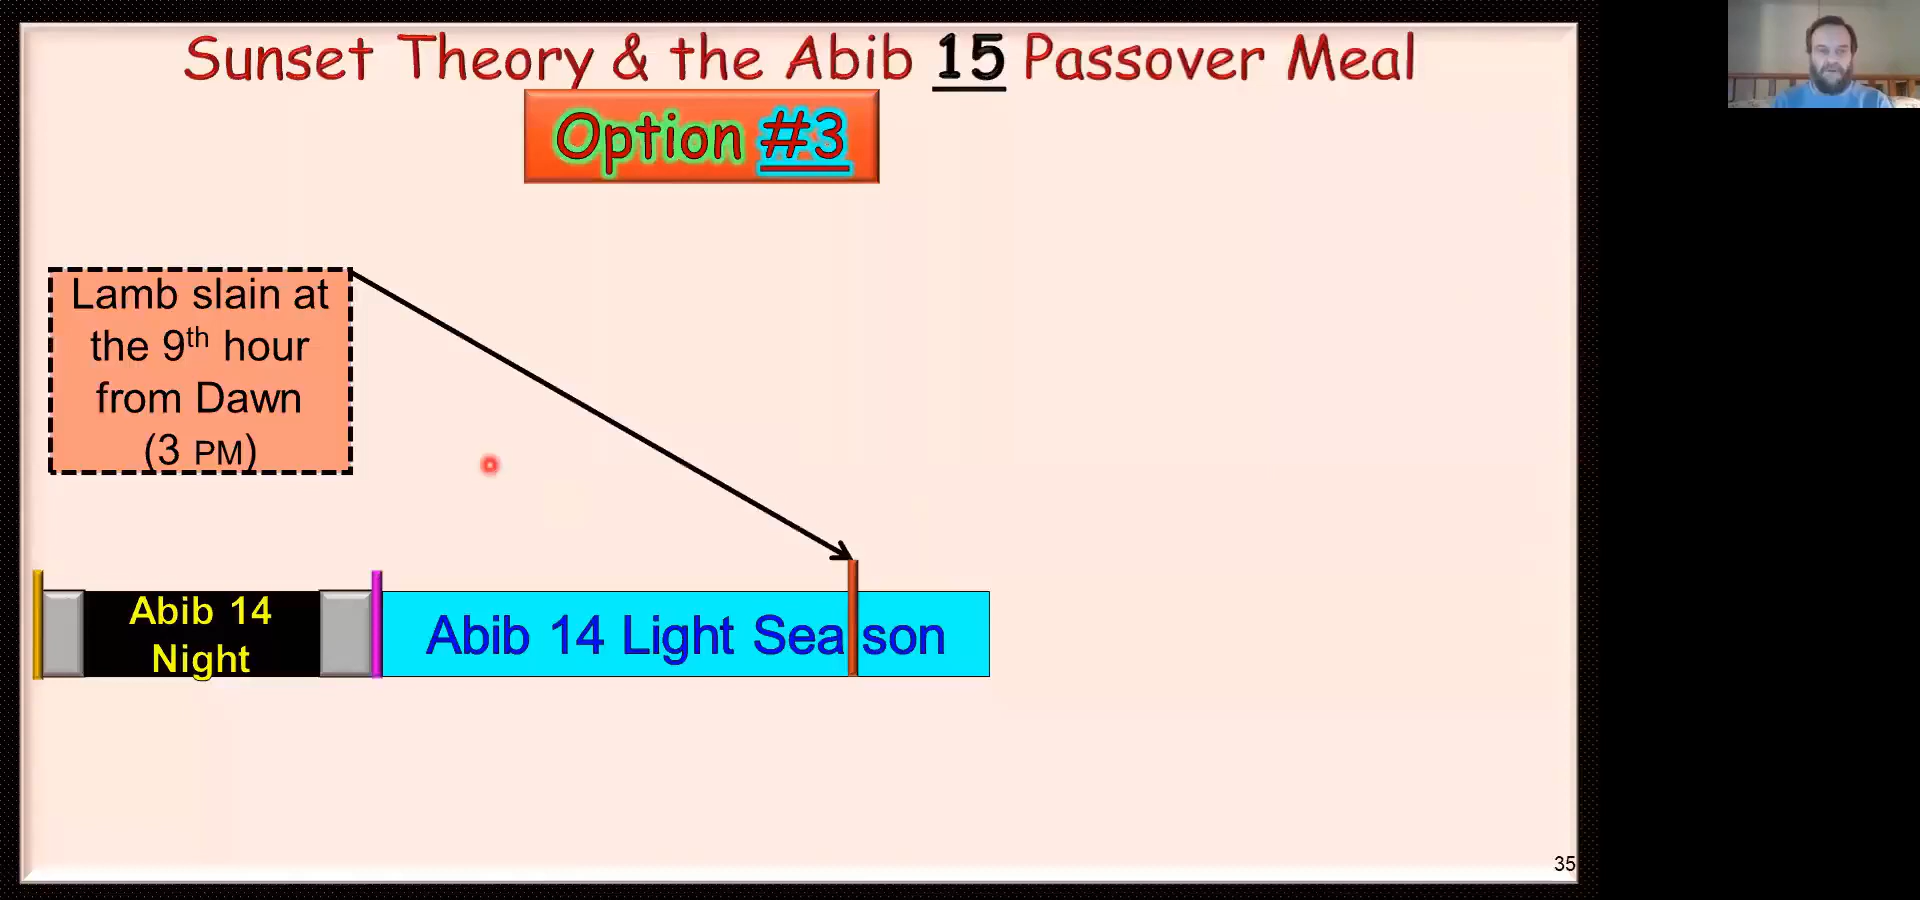 Sunset Theory & the Abib 15 Passover Meal
Option #3
Lamb slain at
the 9th hour
from Dawn
(3 PM)
Abib 14
Night
Abib 14 Light Season
35